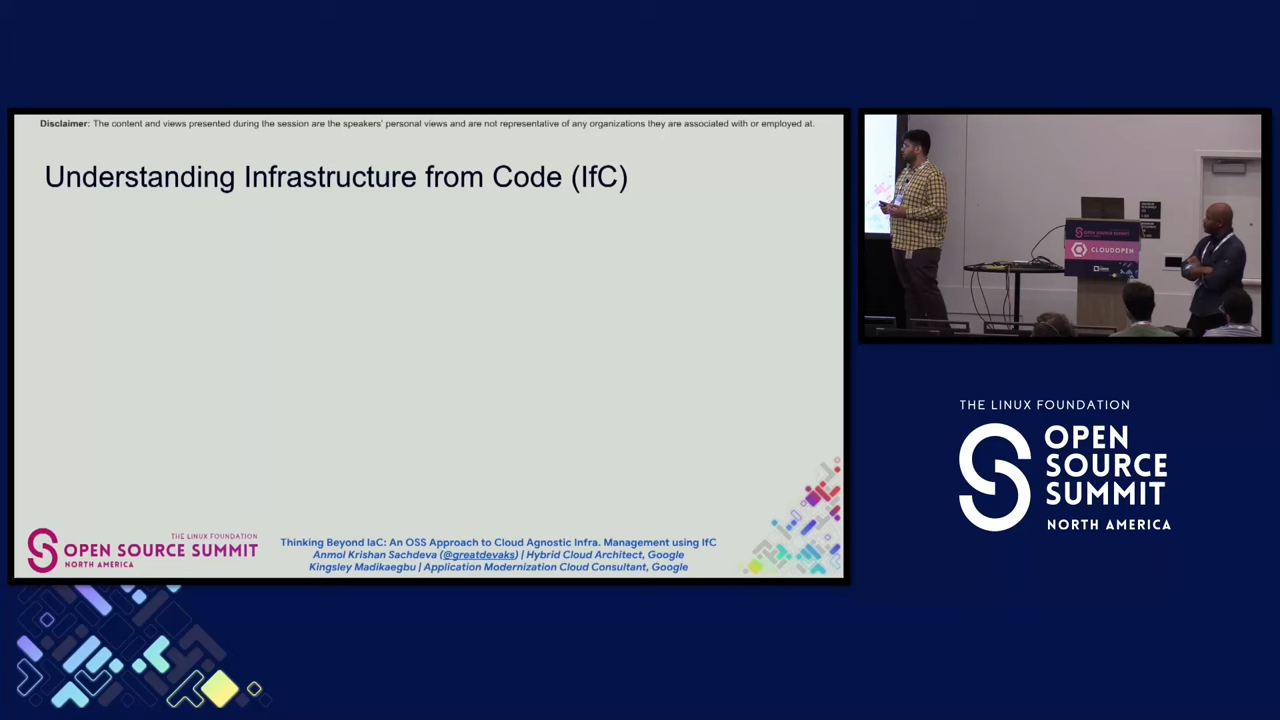 Disclaimer: The content and views presented during the session are the speakers' personal views and are not representative of any organizations they are associated with or employed at.
Understanding Infrastructure from Code (IfC)
THE LINUX FOUNDATION
OPEN SOURCE SUMMIT
NORTH AMERICA
Thinking Beyond IaC: An OSS Approach to Cloud Agnostic Infra. Management using IfC
Anmol Krishan Sachdeva (@greatdevaks) | Hybrid Cloud Architect, Google
Kingsley Madikaegbu | Application Modernization Cloud Consultant, Google
OPEN SOURCE SUMMIT
CLOUDOPEN
THE LINUX FOUNDATION
OPEN
SOURCE
SUMMIT
NORTH AMERICA